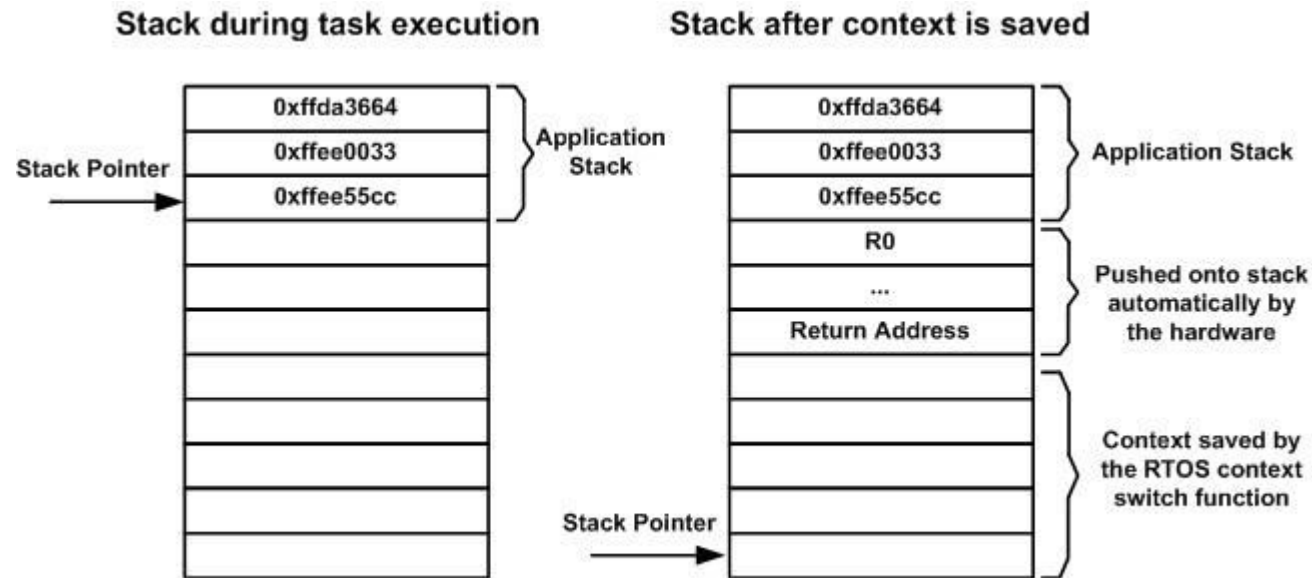 Stack during task execution
Stack after context is saved
0xffda3664
0xffee0033
0xffee55cc
Stack Pointer
Application
Stack
0xffda3664
0xffee0033
0xffee55cc
R0
...
Return Address
Application Stack
Pushed onto stack
automatically by
the hardware
Context saved by
the RTOS context
switch function
Stack Pointer